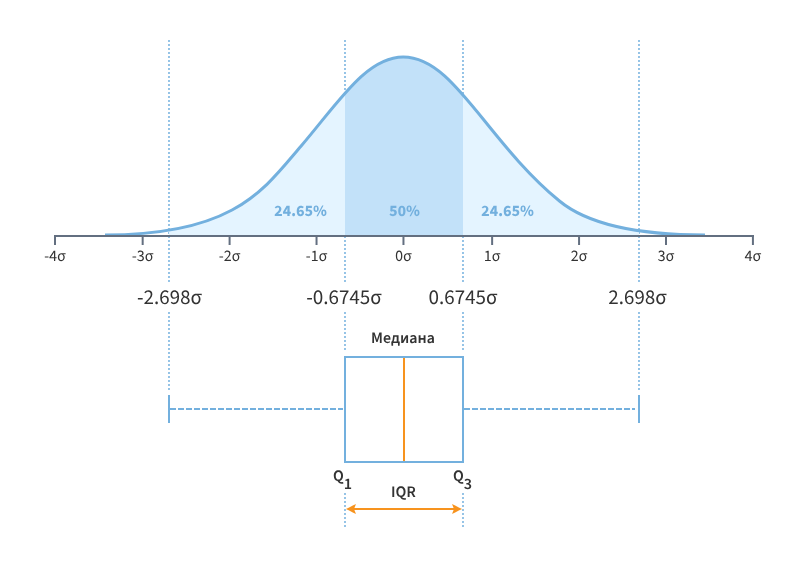 24.65% 50% 24.65%
-4σ -3σ -2σ -1σ 0σ 1σ 2σ 3σ 4σ
-2.698σ -0.6745σ 0.6745σ 2.698σ
Медиана
Q1 Q3
IQR